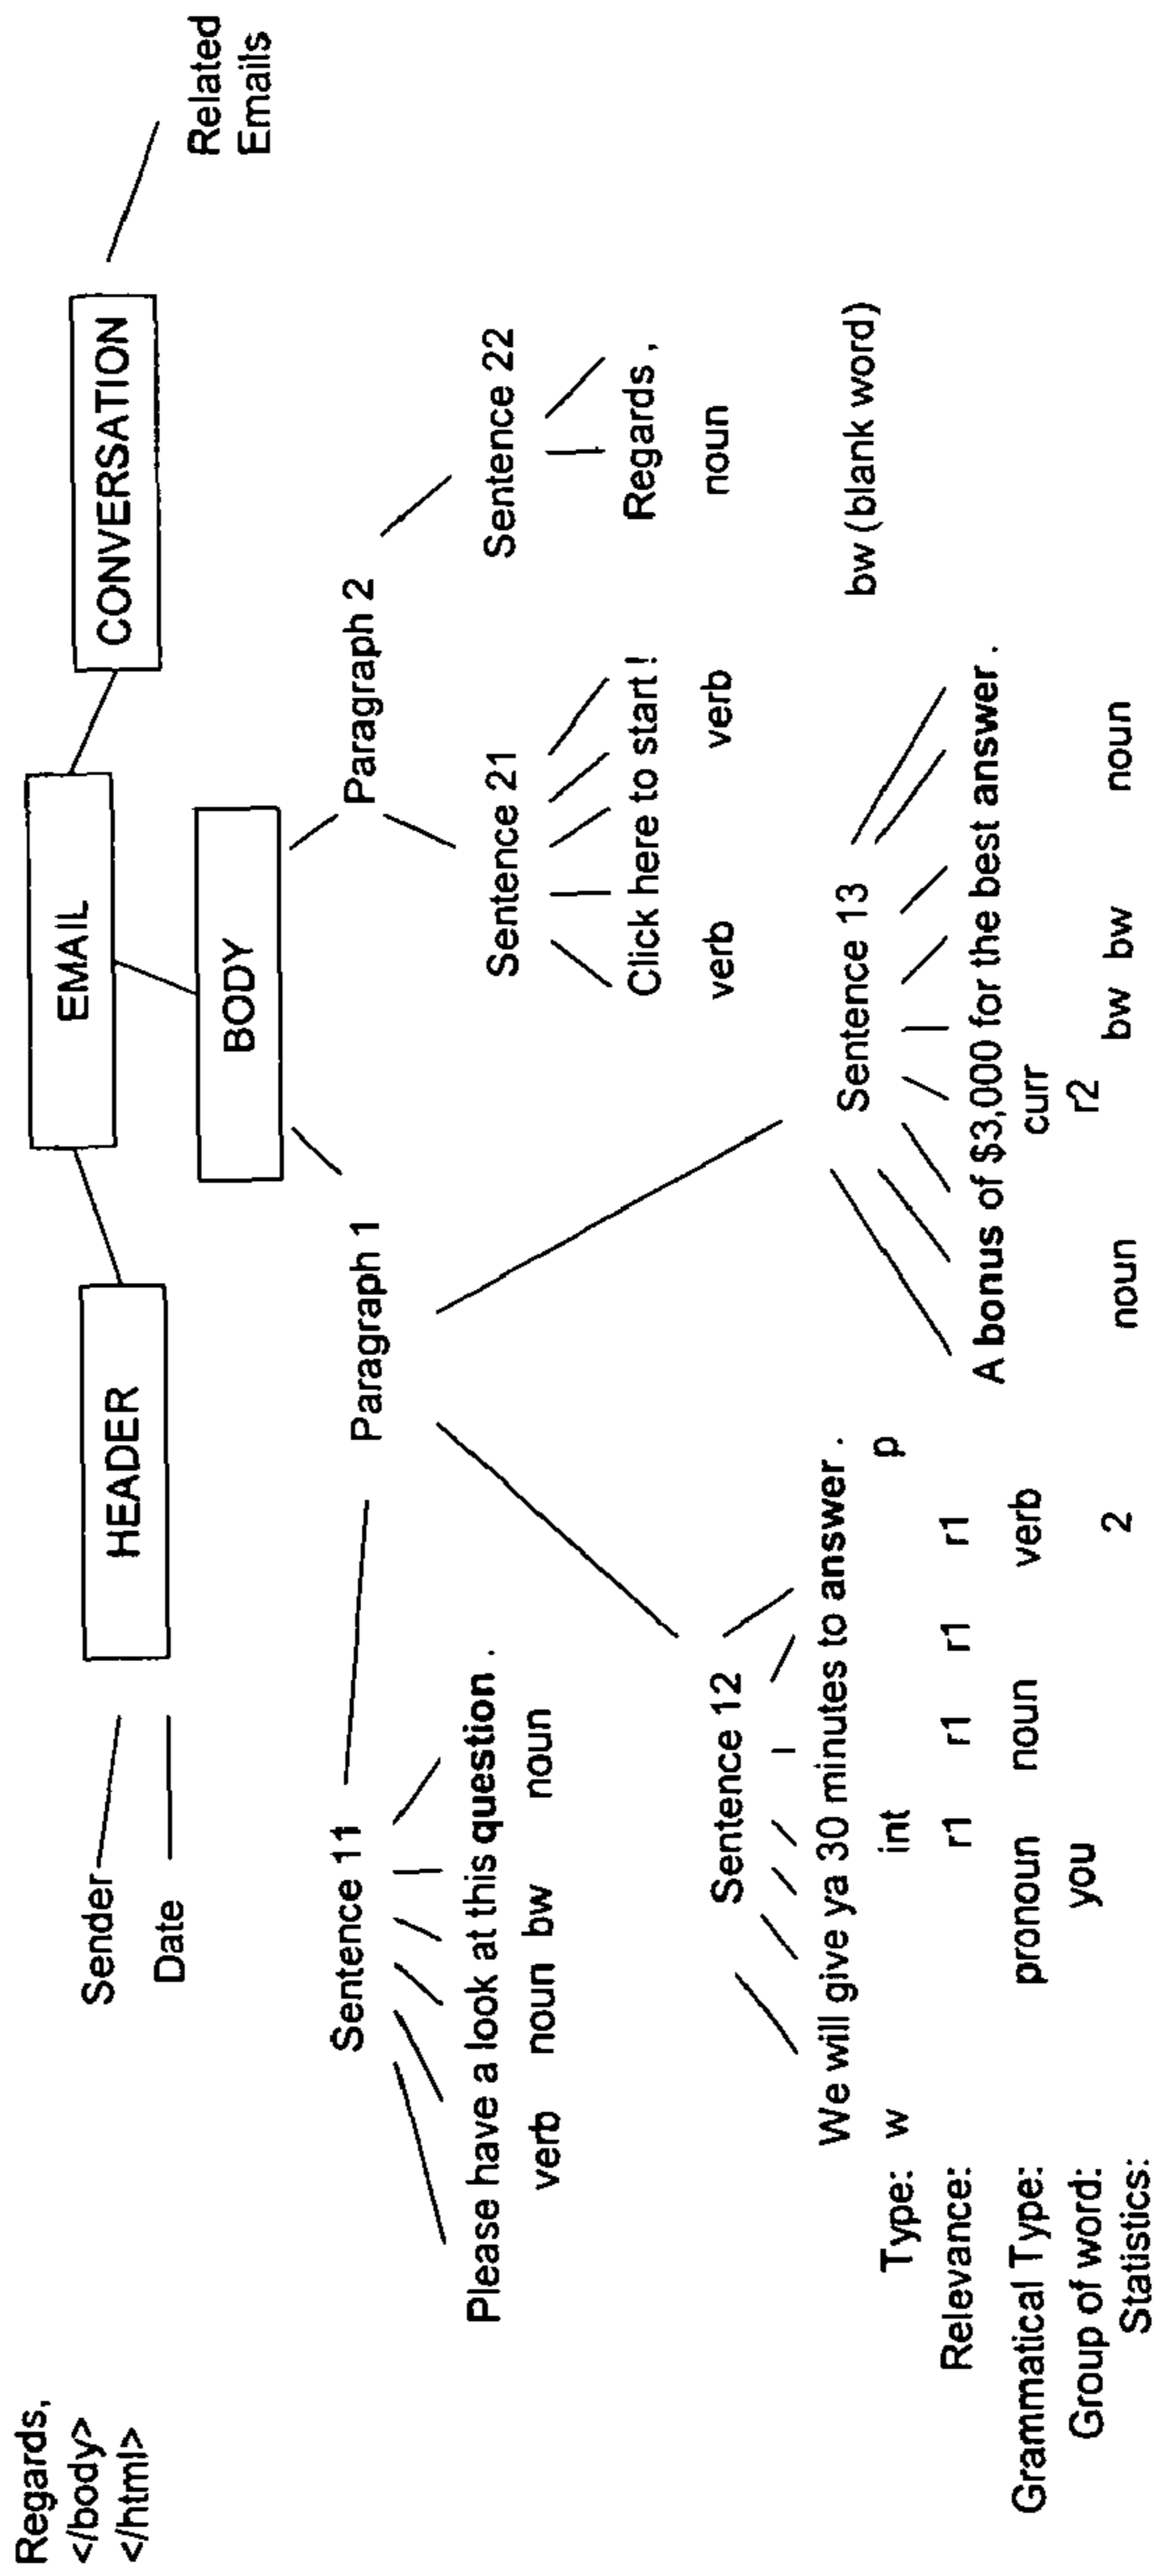 Regards,
</body>
</html>
EMAIL
HEADER
CONVERSATION
Sender
Date
BODY
Related
Emails
Paragraph 1
Paragraph 2
Sentence 11
Please have a look at this question .
verb noun bw noun
Sentence 21
Click here to start !
verb verb
Sentence 22
Regards ,
noun
Sentence 12
We will give ya 30 minutes to answer .
Type: w int p
Relevance: r1 r1 r1 r1
Grammatical Type: pronoun noun verb
Group of word: you
Statistics: 2
Sentence 13
A bonus of $3,000 for the best answer .
curr
r2
noun bw bw noun
bw (blank word)